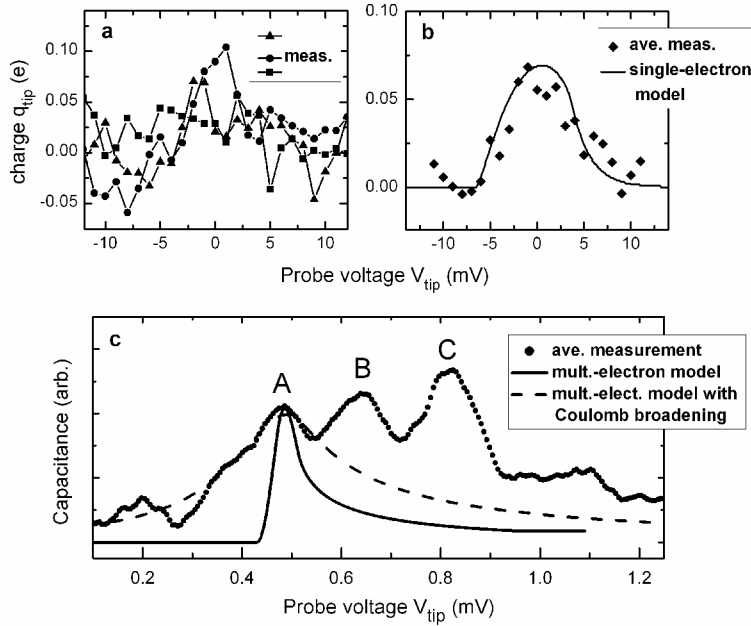 a
meas.
charge q_tip (e)
0.10
0.05
0.00
-0.05
-10 -5 0 5 10
b
ave. meas.
single-electron
model
0.10
0.05
0.00
-10 -5 0 5 10
Probe voltage V_tip (mV)
c
A
B
C
ave. measurement
mult.-electron model
mult.-elect. model with
Coulomb broadening
Capacitance (arb.)
0.2 0.4 0.6 0.8 1.0 1.2
Probe voltage V_tip (mV)